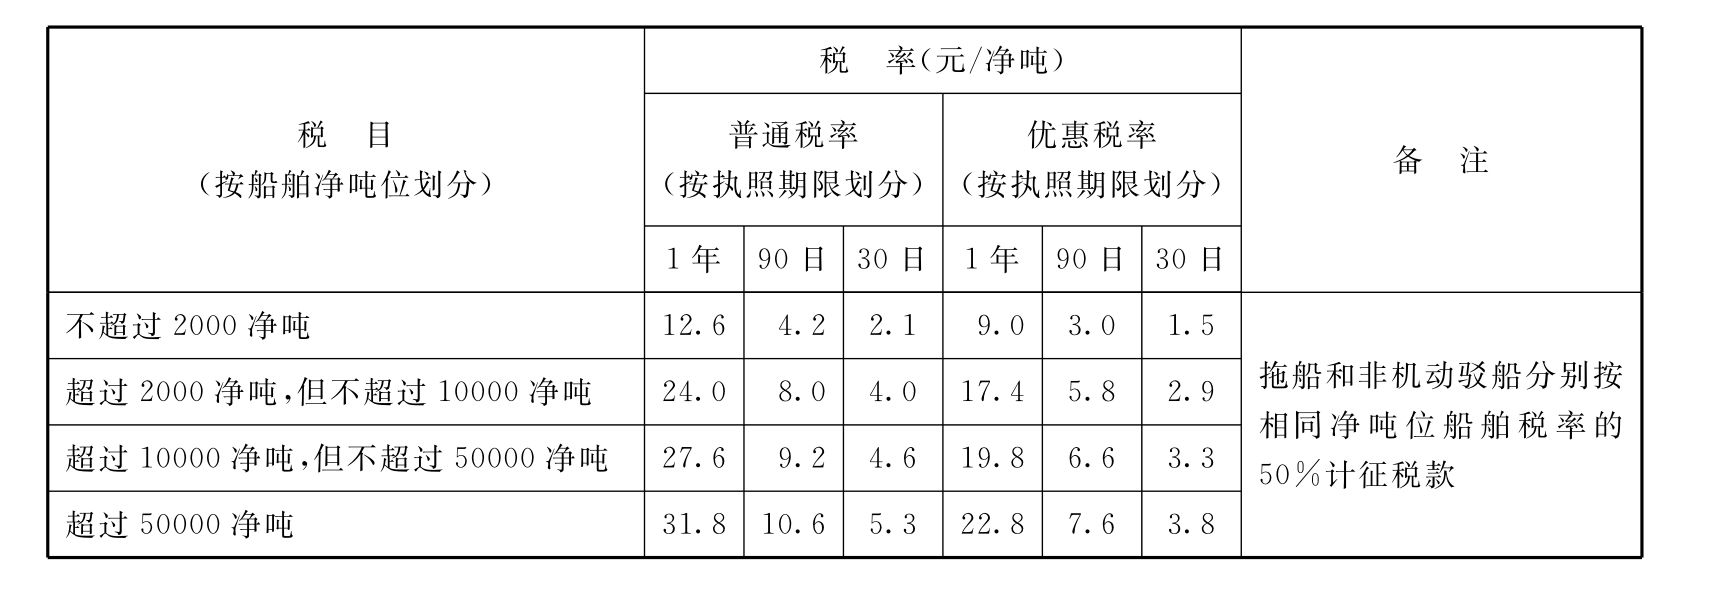 税 率(元/净吨)
税 目
(按船舶净吨位划分)
普通税率
(按执照期限划分)
优惠税率
(按执照期限划分)
备 注
1年 90日 30日 1年 90日 30日
不超过2000净吨 12.6 4.2 2.1 9.0 3.0 1.5
超过2000净吨,但不超过10000净吨 24.0 8.0 4.0 17.4 5.8 2.9
超过10000净吨,但不超过50000净吨 27.6 9.2 4.6 19.8 6.6 3.3
超过50000净吨 31.8 10.6 5.3 22.8 7.6 3.8
拖船和非机动驳船分别按
相同净吨位船舶税率的
50%计征税款